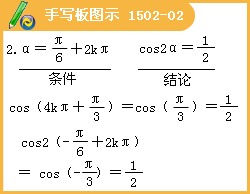 手写板图示 1502-02
2.α=π/6+2kπ cos2α=1/2
条件 结论
cos(4kπ+π/3)=cos(π/3)=1/2
cos2(-π/6+2kπ)
= cos(-π/3)=1/2